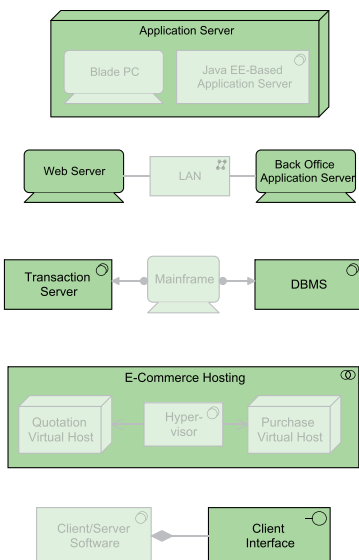 Application Server
Blade PC
Java EE-Based
Application Server
Web Server
LAN
Back Office
Application Server
Transaction
Server
Mainframe
DBMS
E-Commerce Hosting
Quotation
Virtual Host
Hyper-
visor
Purchase
Virtual Host
Client/Server
Software
Client
Interface